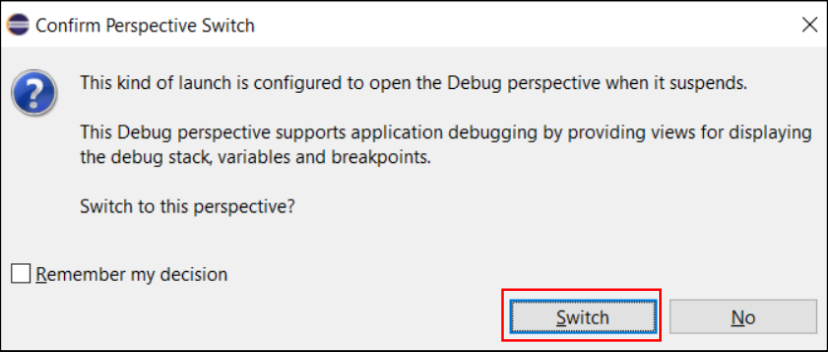 Confirm Perspective Switch
This kind of launch is configured to open the Debug perspective when it suspends.
This Debug perspective supports application debugging by providing views for displaying
the debug stack, variables and breakpoints.
Switch to this perspective?
Remember my decision
Switch No